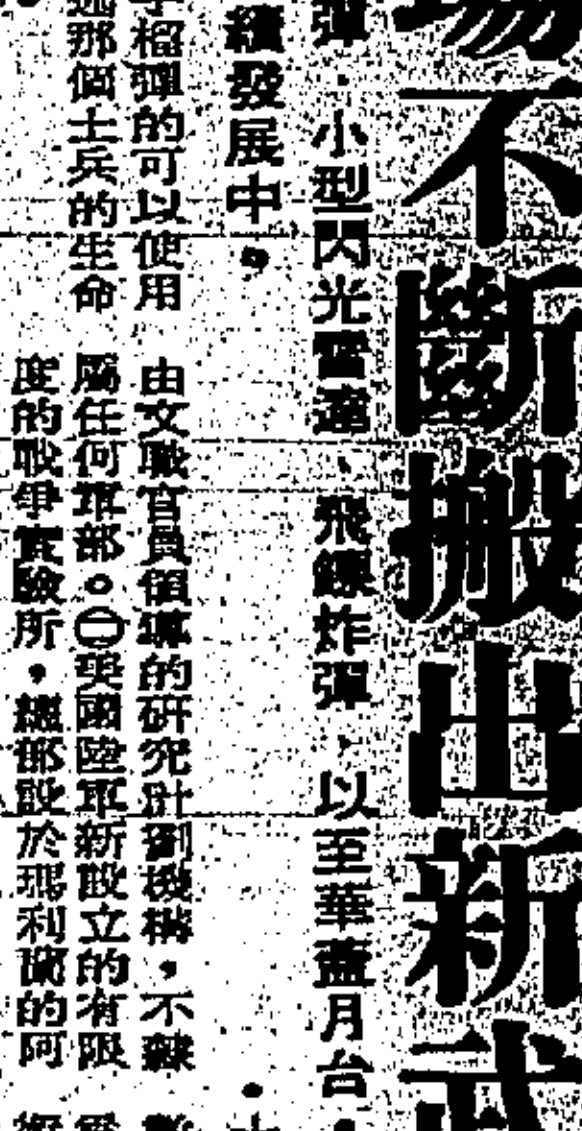 場不斷搬出新武
彈,小型閃光雷達、飛鏢炸彈,以至華蓋月台,
續發展中。
手榴彈的可以使用
那個士兵的生命
由文職官員領導的研究計劃機構,不隸
屬任何軍部。㊁美國陸軍新設立的有限
度的戰爭實驗所,總部設於瑪利蘭的阿